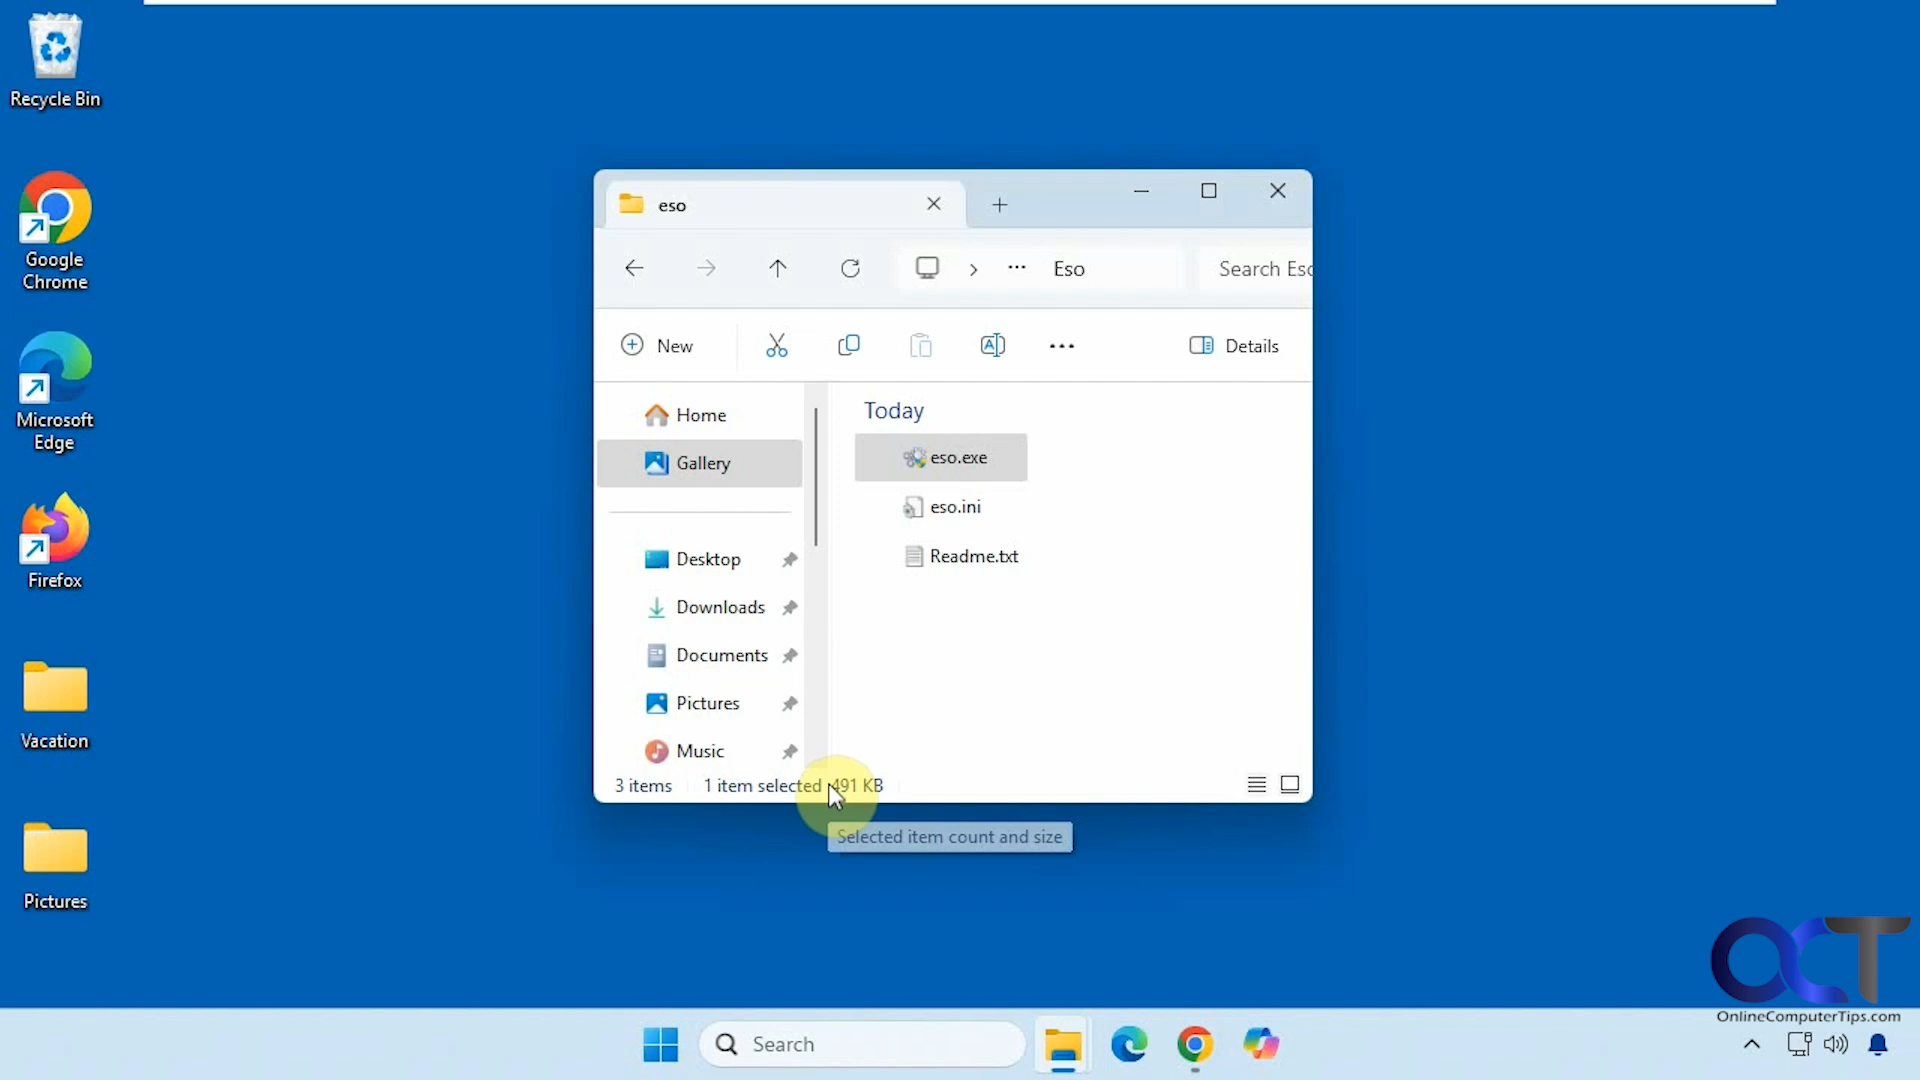 Recycle Bin
Google
Chrome
Microsoft
Edge
Firefox
Vacation
Pictures
eso
Eso
Search Esc
New
Details
Home
Gallery
Desktop
Downloads
Documents
Pictures
Music
Today
eso.exe
eso.ini
Readme.txt
3 items
1 item selected 491 KB
Selected item count and size
OCT
OnlineComputerTips.com
Search